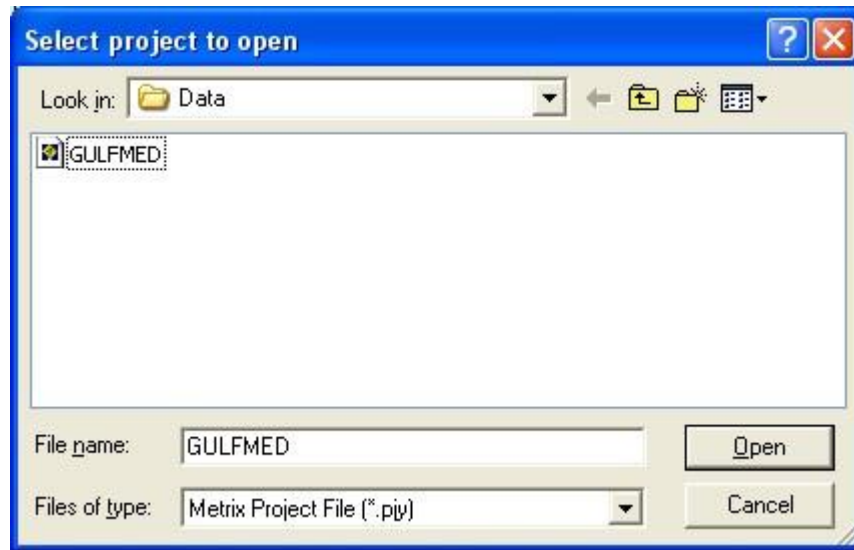 Select project to open
Look in: Data
GULFMED
File name: GULFMED Open
Files of type: Metrix Project File (*.pjy) Cancel